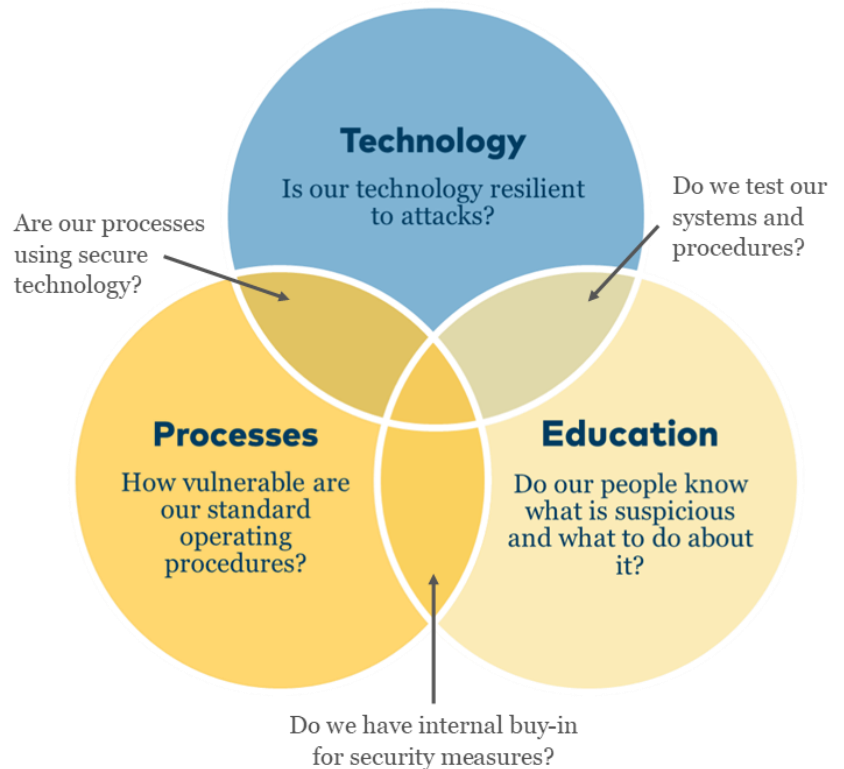 Technology
Is our technology resilient
to attacks?
Do we test our
systems and
procedures?
Are our processes
using secure
technology?
Processes
How vulnerable are
our standard
operating
procedures?
Education
Do our people know
what is suspicious
and what to do about
it?
Do we have internal buy-in
for security measures?